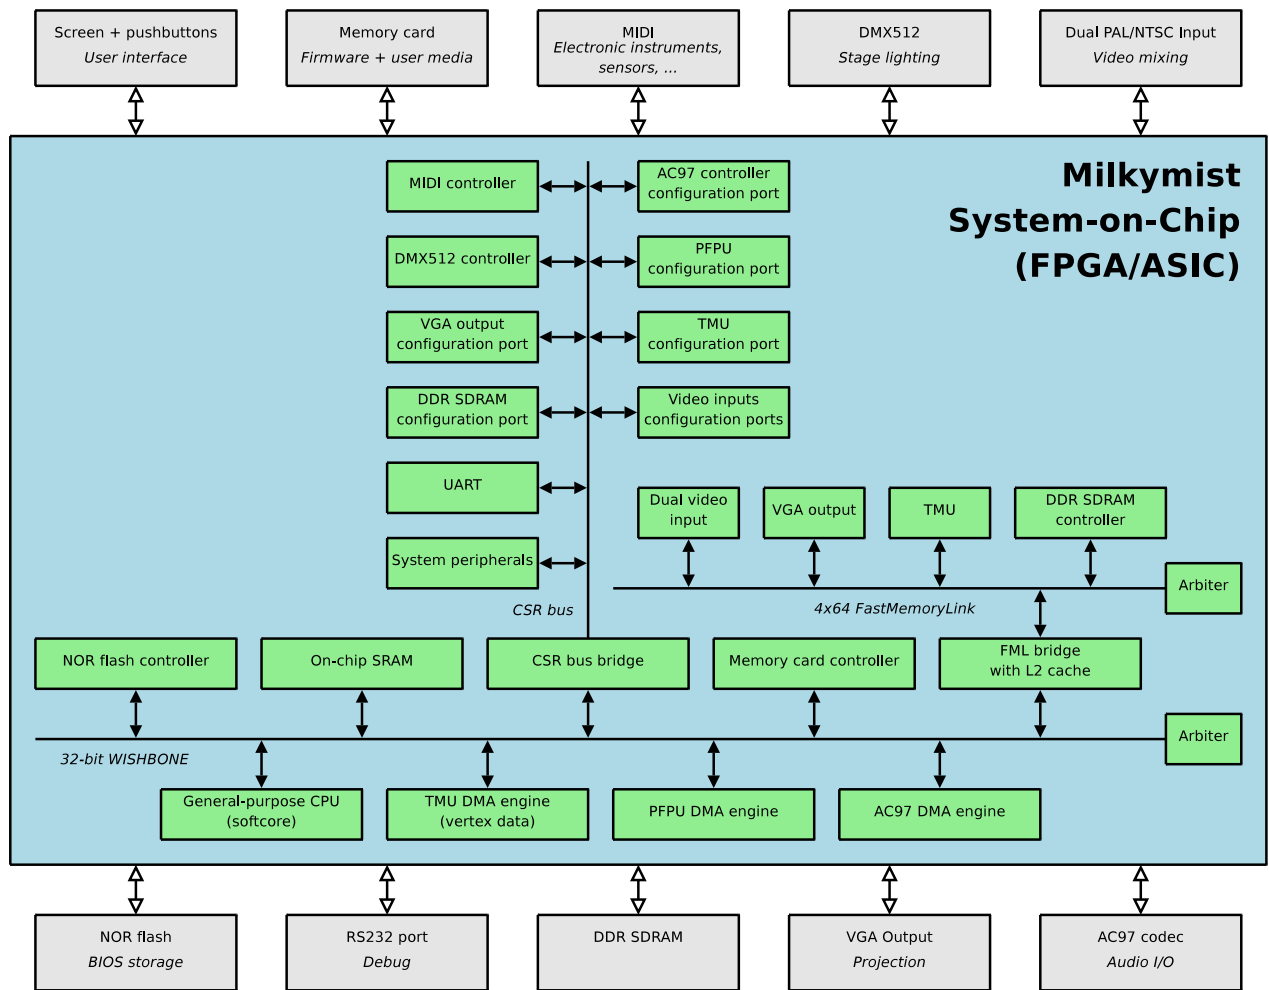 Screen + pushbuttons
User interface
Memory card
Firmware + user media
MIDI
Electronic instruments,
sensors, ...
DMX512
Stage lighting
Dual PAL/NTSC Input
Video mixing
Milkymist
System-on-Chip
(FPGA/ASIC)
MIDI controller
AC97 controller
configuration port
DMX512 controller
PFPU
configuration port
VGA output
configuration port
TMU
configuration port
DDR SDRAM
configuration port
Video inputs
configuration ports
UART
System peripherals
CSR bus
Dual video
input
VGA output
TMU
DDR SDRAM
controller
Arbiter
4x64 FastMemoryLink
NOR flash controller
On-chip SRAM
CSR bus bridge
Memory card controller
FML bridge
with L2 cache
Arbiter
32-bit WISHBONE
General-purpose CPU
(softcore)
TMU DMA engine
(vertex data)
PFPU DMA engine
AC97 DMA engine
NOR flash
BIOS storage
RS232 port
Debug
DDR SDRAM
VGA Output
Projection
AC97 codec
Audio I/O